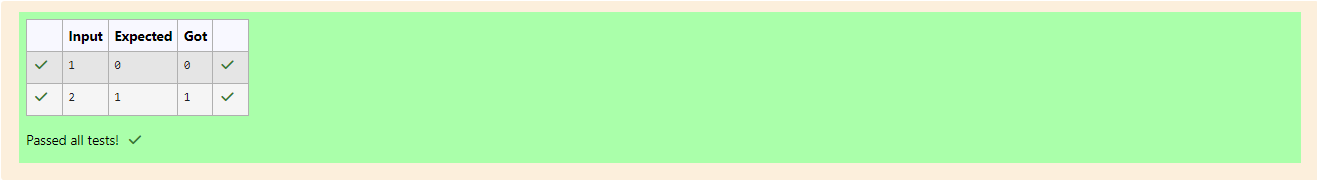 Input Expected Got
1 0 0
2 1 1
Passed all tests!